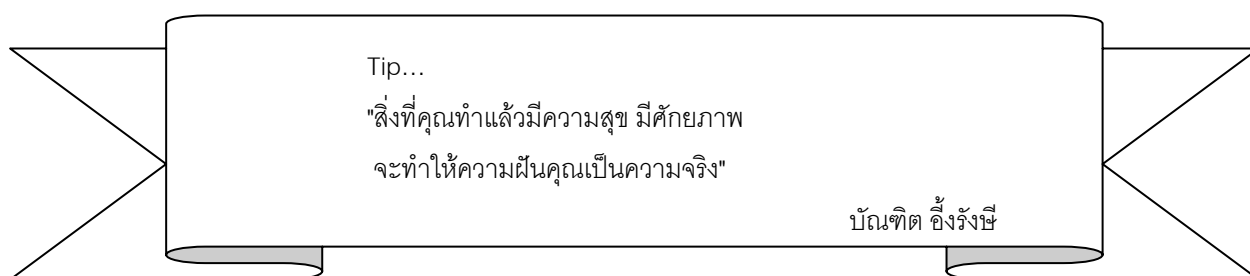 Tip...
"สิ่งที่คุณทำแล้วมีความสุข มีศักยภาพ
จะทำให้ความฝันคุณเป็นความจริง"
บัณฑิต อึ้งรังษี